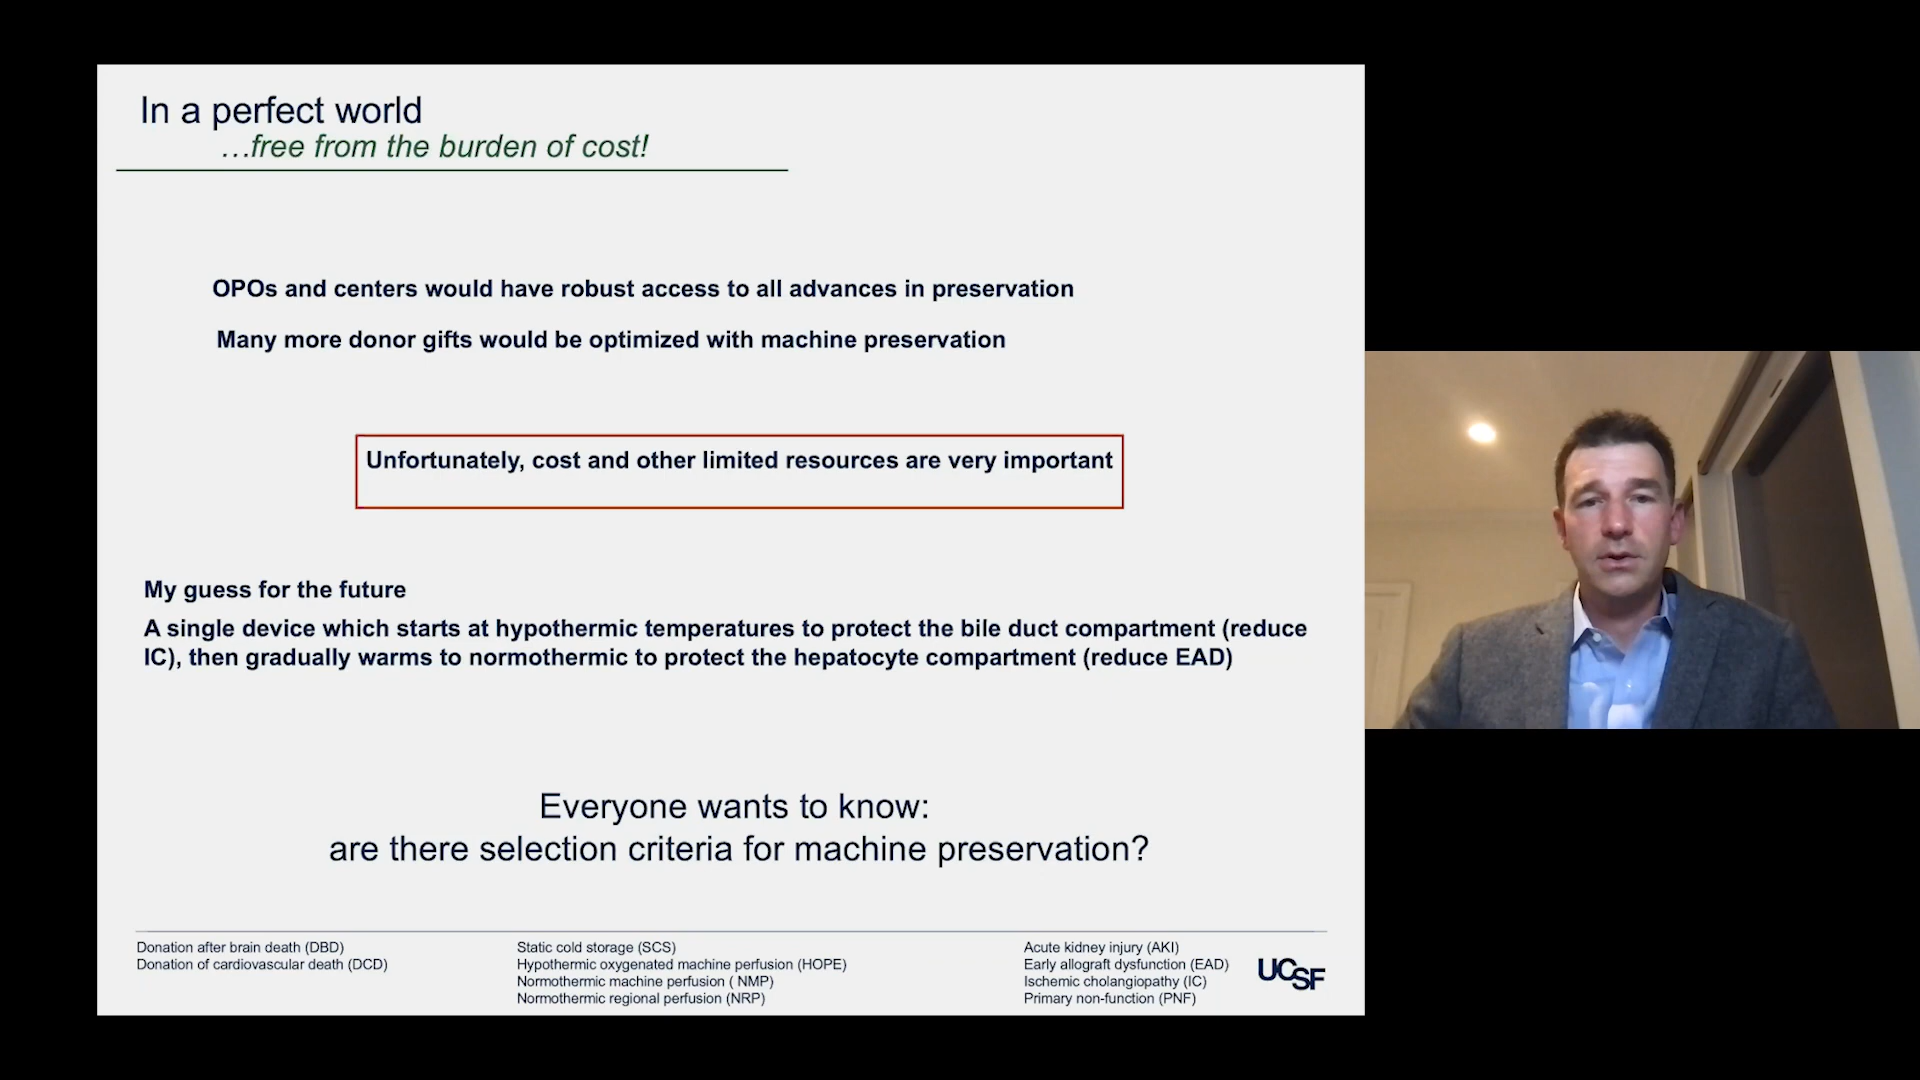 In a perfect world
…free from the burden of cost!
OPOs and centers would have robust access to all advances in preservation
Many more donor gifts would be optimized with machine preservation
Unfortunately, cost and other limited resources are very important
My guess for the future
A single device which starts at hypothermic temperatures to protect the bile duct compartment (reduce
IC), then gradually warms to normothermic to protect the hepatocyte compartment (reduce EAD)
Everyone wants to know:
are there selection criteria for machine preservation?
Donation after brain death (DBD)
Donation of cardiovascular death (DCD)
Static cold storage (SCS)
Hypothermic oxygenated machine perfusion (HOPE)
Normothermic machine perfusion ( NMP)
Normothermic regional perfusion (NRP)
Acute kidney injury (AKI)
Early allograft dysfunction (EAD)
Ischemic cholangiopathy (IC)
Primary non-function (PNF)
UCSF